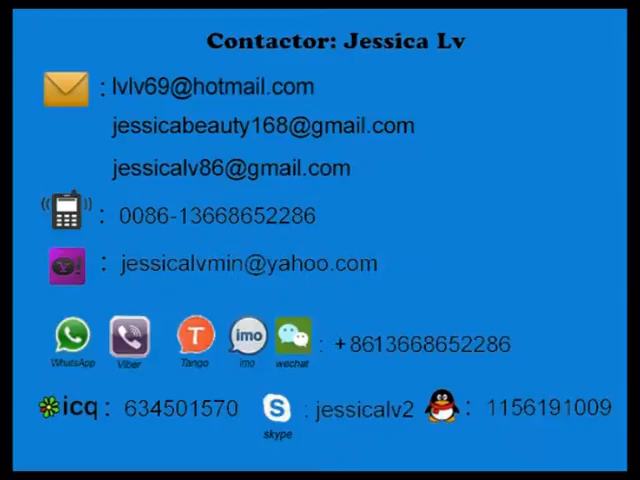 Contactor: Jessica Lv
: lvlv69@hotmail.com
jessicabeauty168@gmail.com
jessicalv86@gmail.com
: 0086-13668652286
: jessicalvmin@yahoo.com
T imo
WhatsApp Viber Tango imo wechat : +8613668652286
icq : 634501570 S : jessicalv2 : 1156191009
skype